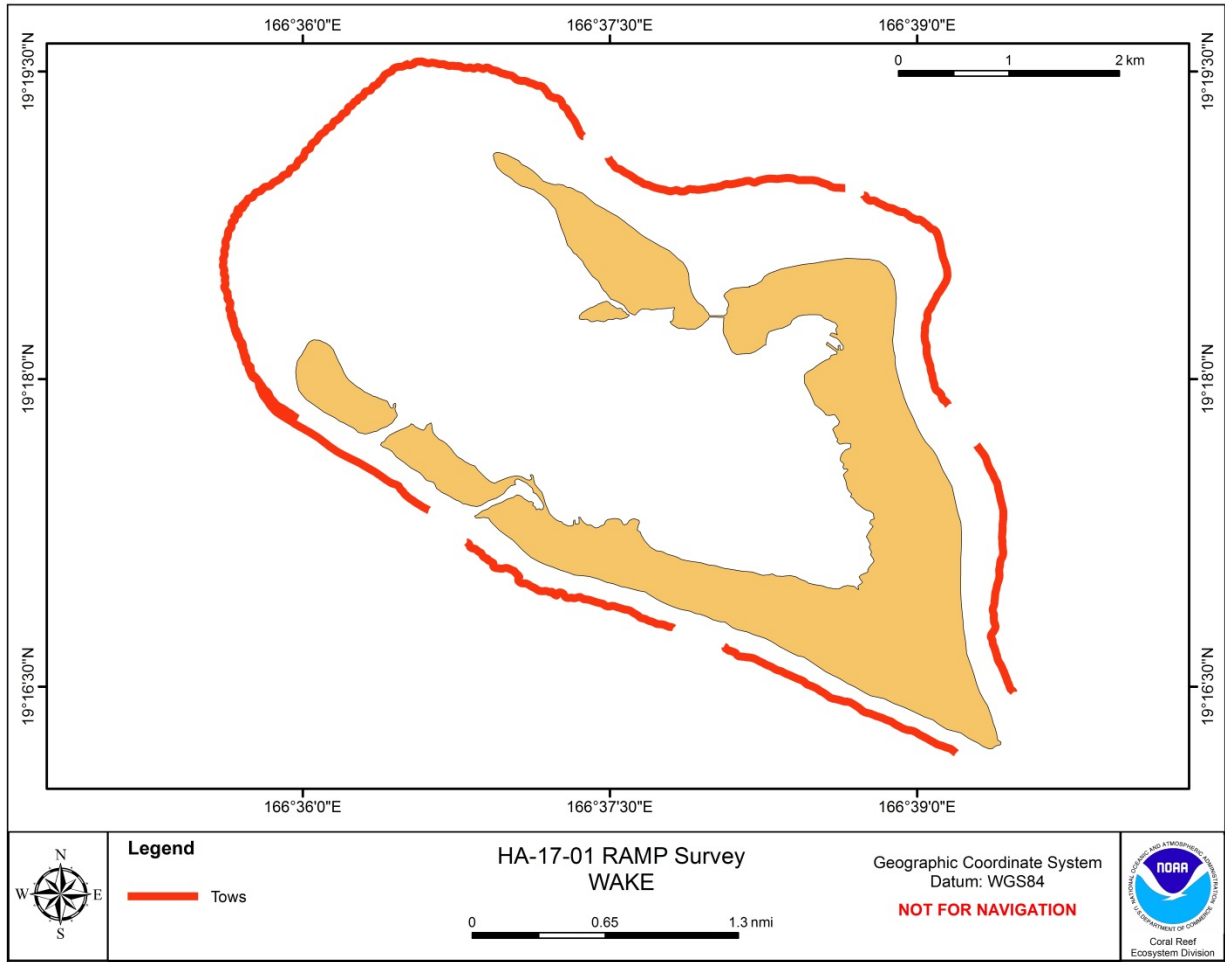 166°36'0"E 166°37'30"E 166°39'0"E
0 1 2 km
19°19'30"N 19°19'30"N
19°18'0"N 19°18'0"N
19°16'30"N 19°16'30"N
166°36'0"E 166°37'30"E 166°39'0"E
N
W E
S
Legend
Tows
HA-17-01 RAMP Survey
WAKE
0 0.65 1.3 nmi
Geographic Coordinate System
Datum: WGS84
NOT FOR NAVIGATION
NATIONAL OCEANIC AND ATMOSPHERIC ADMINISTRATION
NOAA
U.S. DEPARTMENT OF COMMERCE
Coral Reef
Ecosystem Division